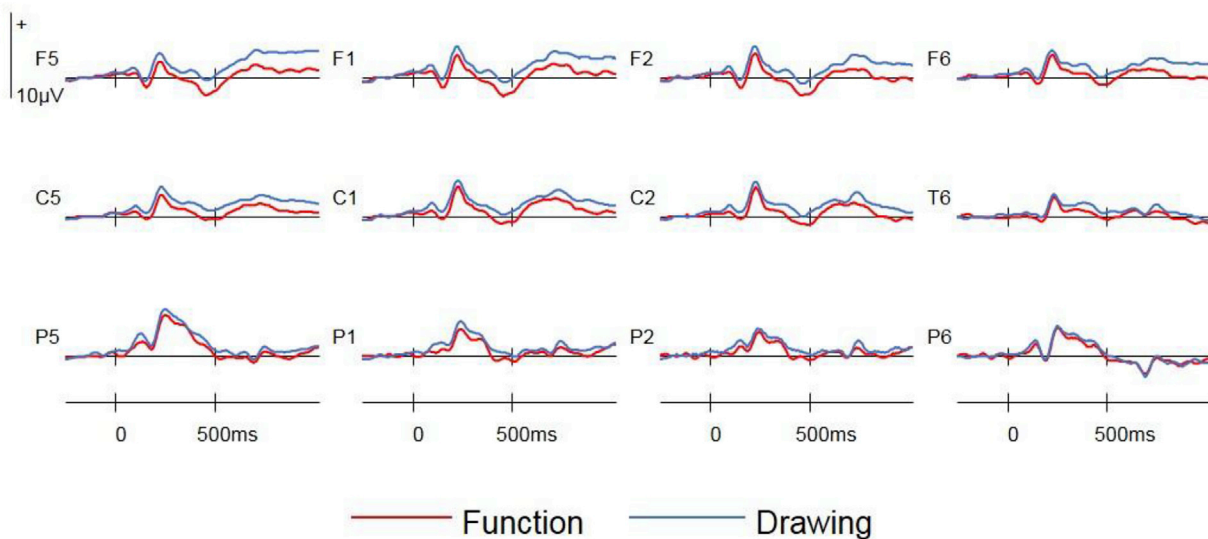 +
F5 F1 F2 F6
10μV
C5 C1 C2 T6
P5 P1 P2 P6
0 500ms 0 500ms 0 500ms 0 500ms
Function Drawing